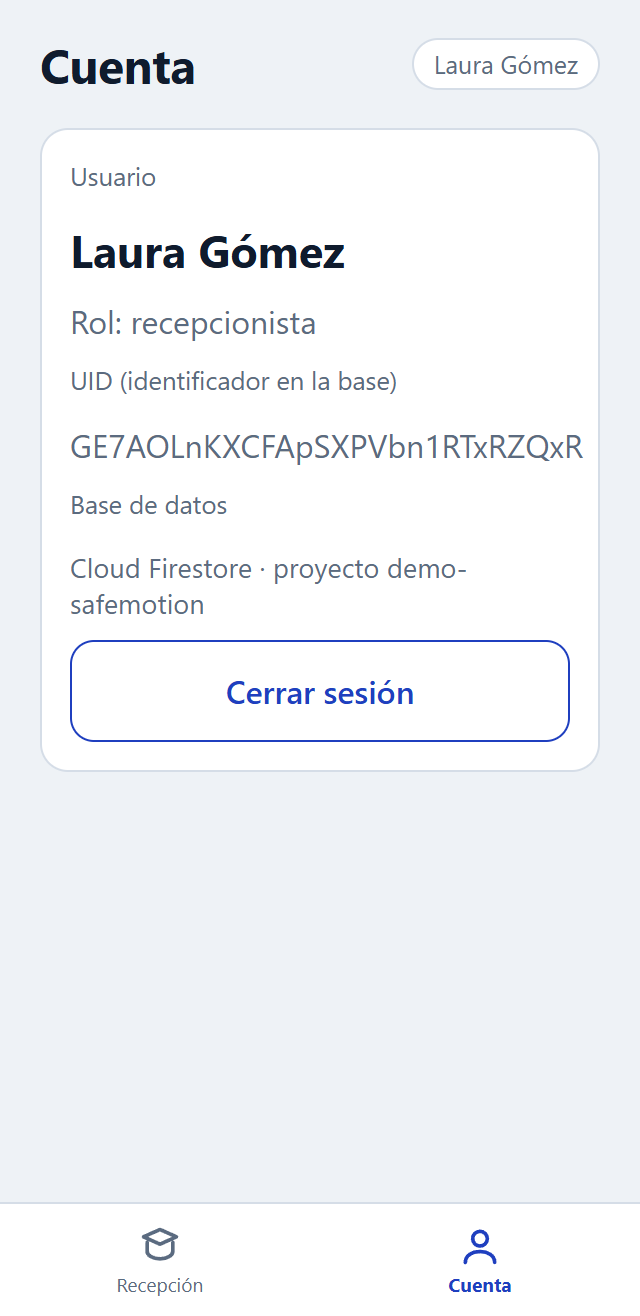 Cuenta
Laura Gómez
Usuario
Laura Gómez
Rol: recepcionista
UID (identificador en la base)
GE7AOLnKXCFApSXPVbn1RTxRZQxR
Base de datos
Cloud Firestore · proyecto demo-
safemotion
Cerrar sesión
Recepción
Cuenta